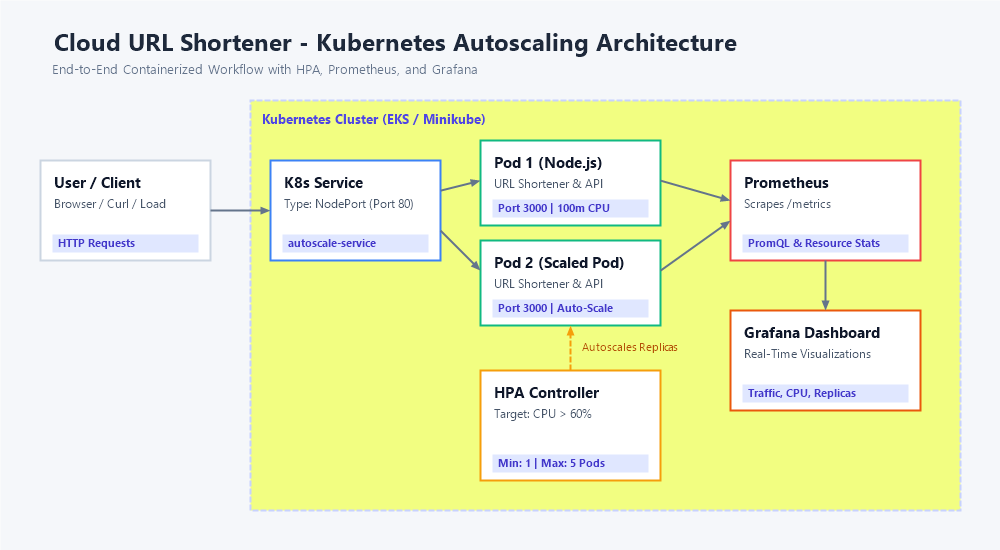 Cloud URL Shortener - Kubernetes Autoscaling Architecture
End-to-End Containerized Workflow with HPA, Prometheus, and Grafana
Kubernetes Cluster (EKS / Minikube)
User / Client
Browser / Curl / Load
HTTP Requests
K8s Service
Type: NodePort (Port 80)
autoscale-service
Pod 1 (Node.js)
URL Shortener & API
Port 3000 | 100m CPU
Pod 2 (Scaled Pod)
URL Shortener & API
Port 3000 | Auto-Scale
Autoscales Replicas
HPA Controller
Target: CPU > 60%
Min: 1 | Max: 5 Pods
Prometheus
Scrapes /metrics
PromQL & Resource Stats
Grafana Dashboard
Real-Time Visualizations
Traffic, CPU, Replicas